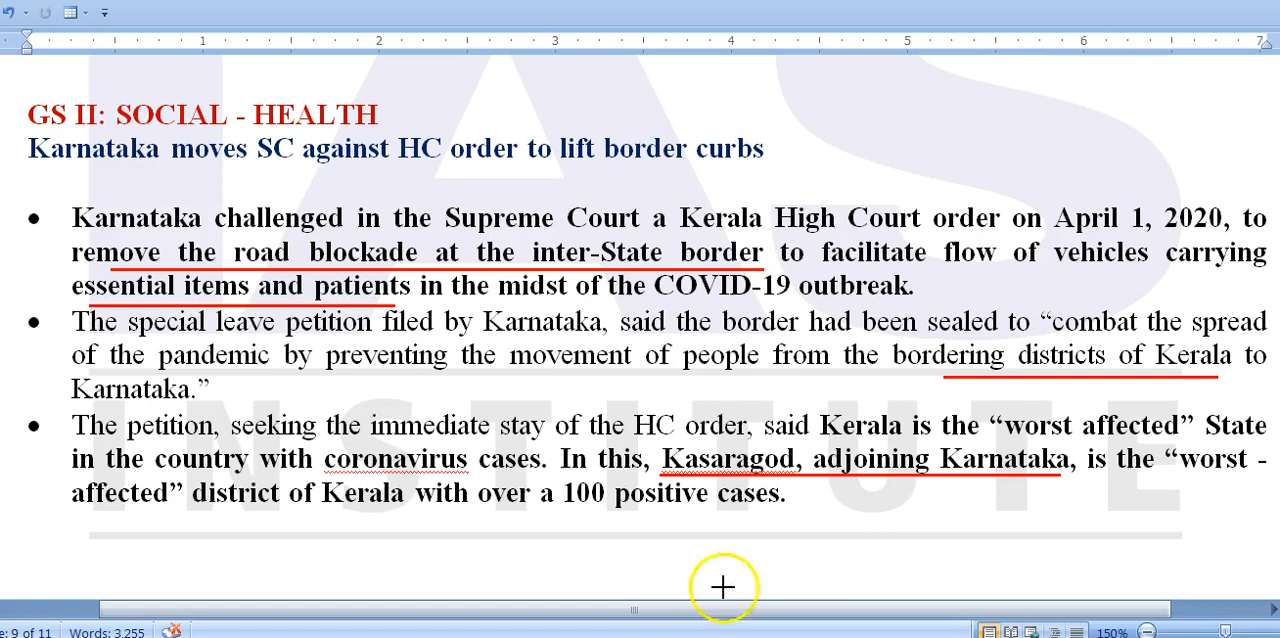 1 2 3 4 5 6 7
GS II: SOCIAL - HEALTH
Karnataka moves SC against HC order to lift border curbs
• Karnataka challenged in the Supreme Court a Kerala High Court order on April 1, 2020, to
remove the road blockade at the inter-State border to facilitate flow of vehicles carrying
essential items and patients in the midst of the COVID-19 outbreak.
• The special leave petition filed by Karnataka, said the border had been sealed to “combat the spread
of the pandemic by preventing the movement of people from the bordering districts of Kerala to
Karnataka.”
• The petition, seeking the immediate stay of the HC order, said Kerala is the “worst affected” State
in the country with coronavirus cases. In this, Kasaragod, adjoining Karnataka, is the “worst -
affected” district of Kerala with over a 100 positive cases.
IAS
INSTITUTE
e: 9 of 11 Words: 3,255 150%